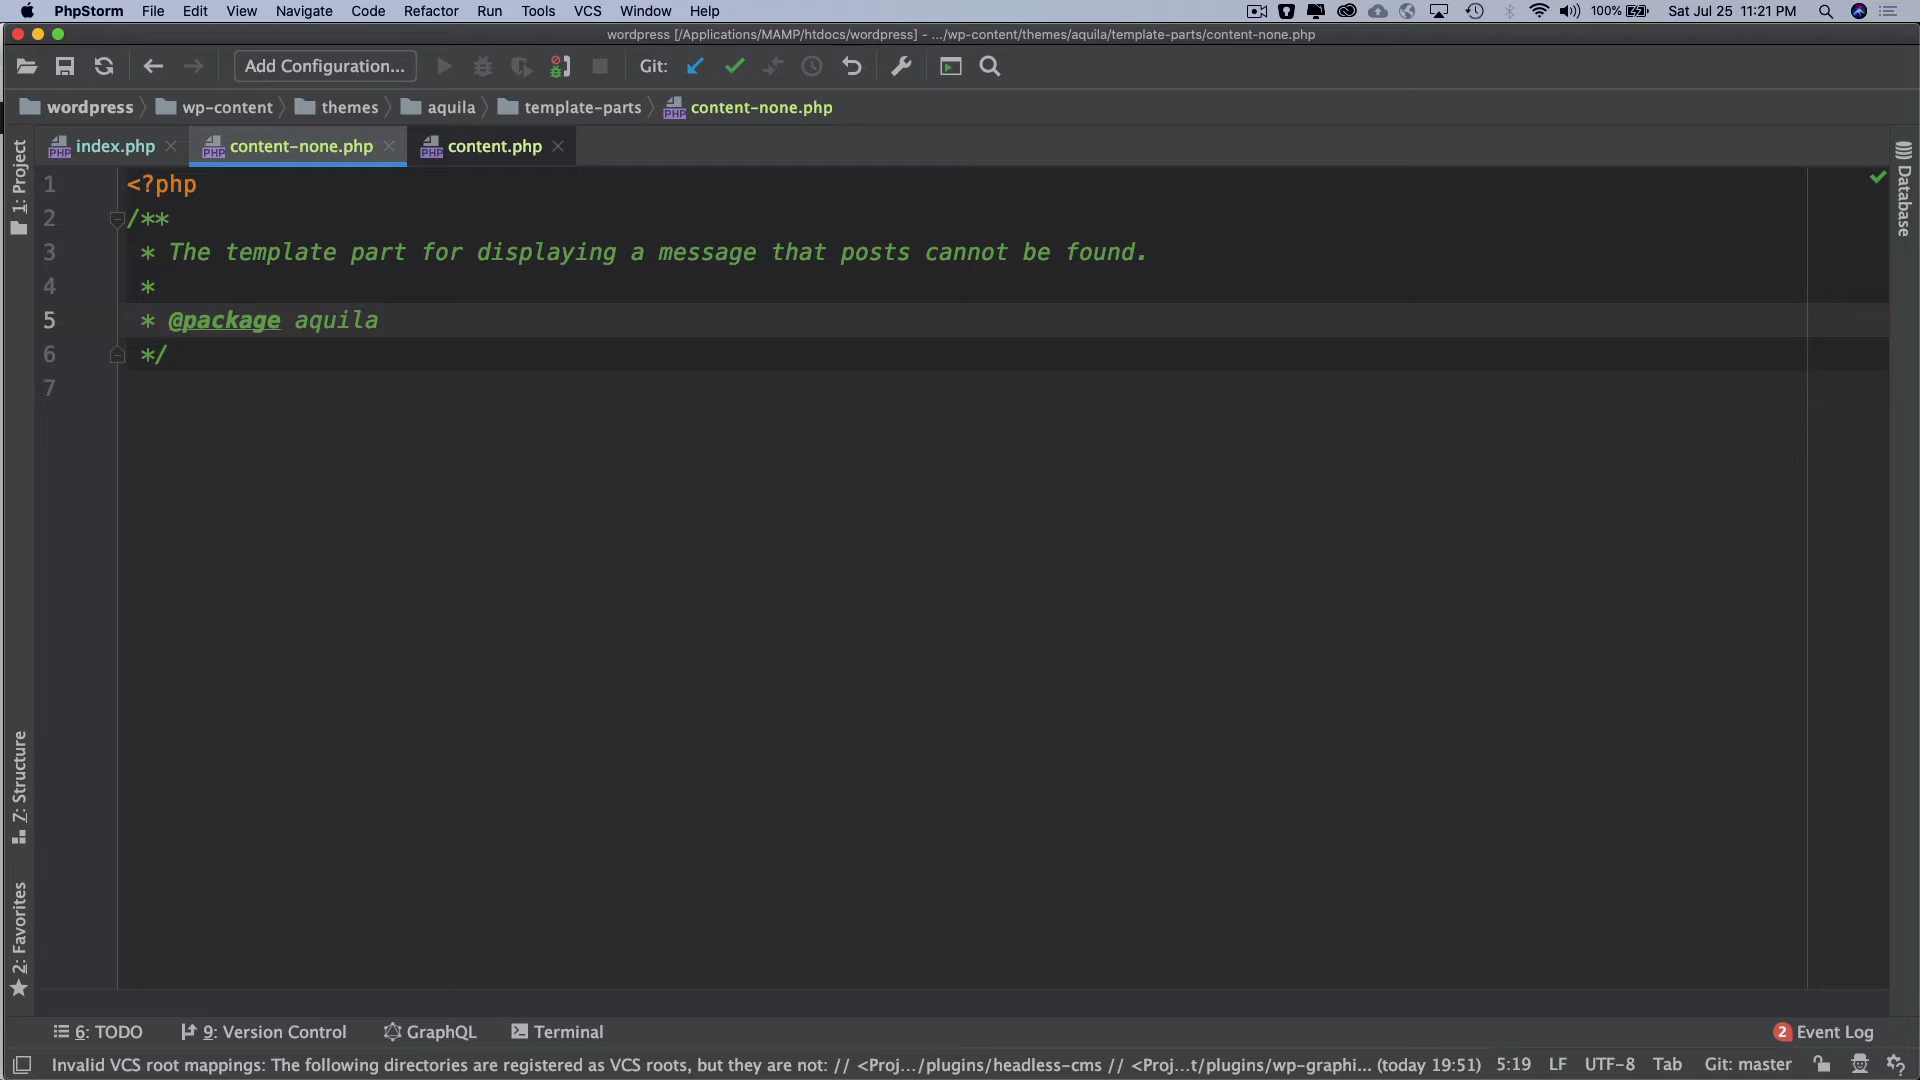 PhpStorm File Edit View Navigate Code Refactor Run Tools VCS Window Help 100% Sat Jul 25 11:21 PM
wordpress [/Applications/MAMP/htdocs/wordpress] - .../wp-content/themes/aquila/template-parts/content-none.php
Add Configuration... Git:
wordpress wp-content themes aquila template-parts content-none.php
index.php content-none.php content.php
1: Project
Database
1 <?php
2 /**
3 * The template part for displaying a message that posts cannot be found.
4 *
5 * @package aquila
6 */
7
Z: Structure
2: Favorites
6: TODO 9: Version Control GraphQL Terminal 2 Event Log
Invalid VCS root mappings: The following directories are registered as VCS roots, but they are not: // <Proj.../plugins/headless-cms // <Proj...t/plugins/wp-graphi... (today 19:51) 5:19 LF UTF-8 Tab Git: master